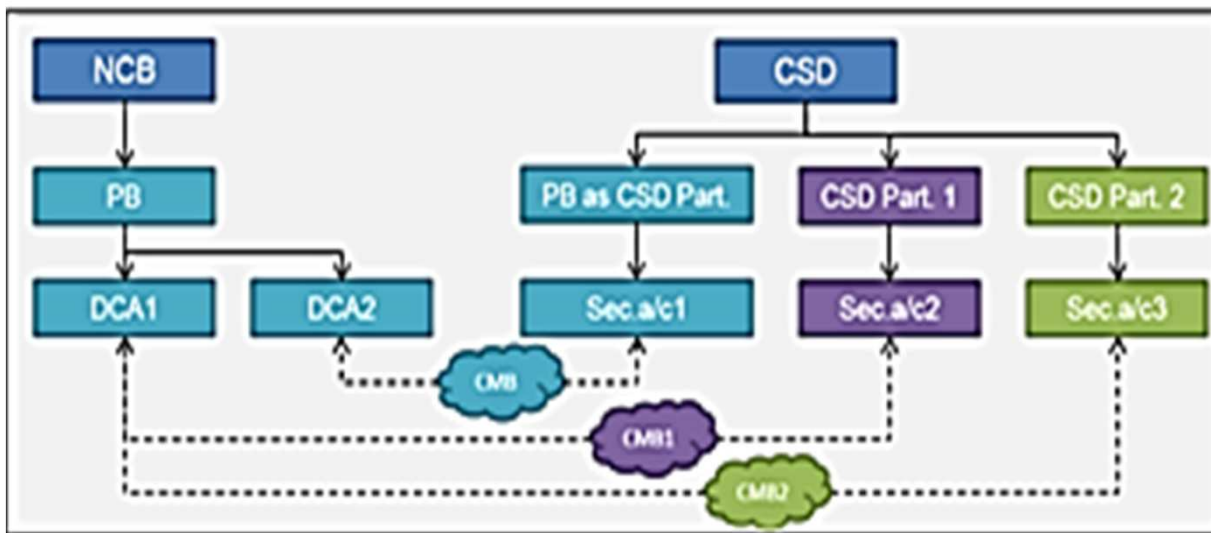 NCB
CSD
PB
PB as CSD Part.
CSD Part. 1
CSD Part. 2
DCA1
DCA2
Sec.a/c1
Sec.a/c2
Sec.a/c3
CMB
CMB1
CMB2